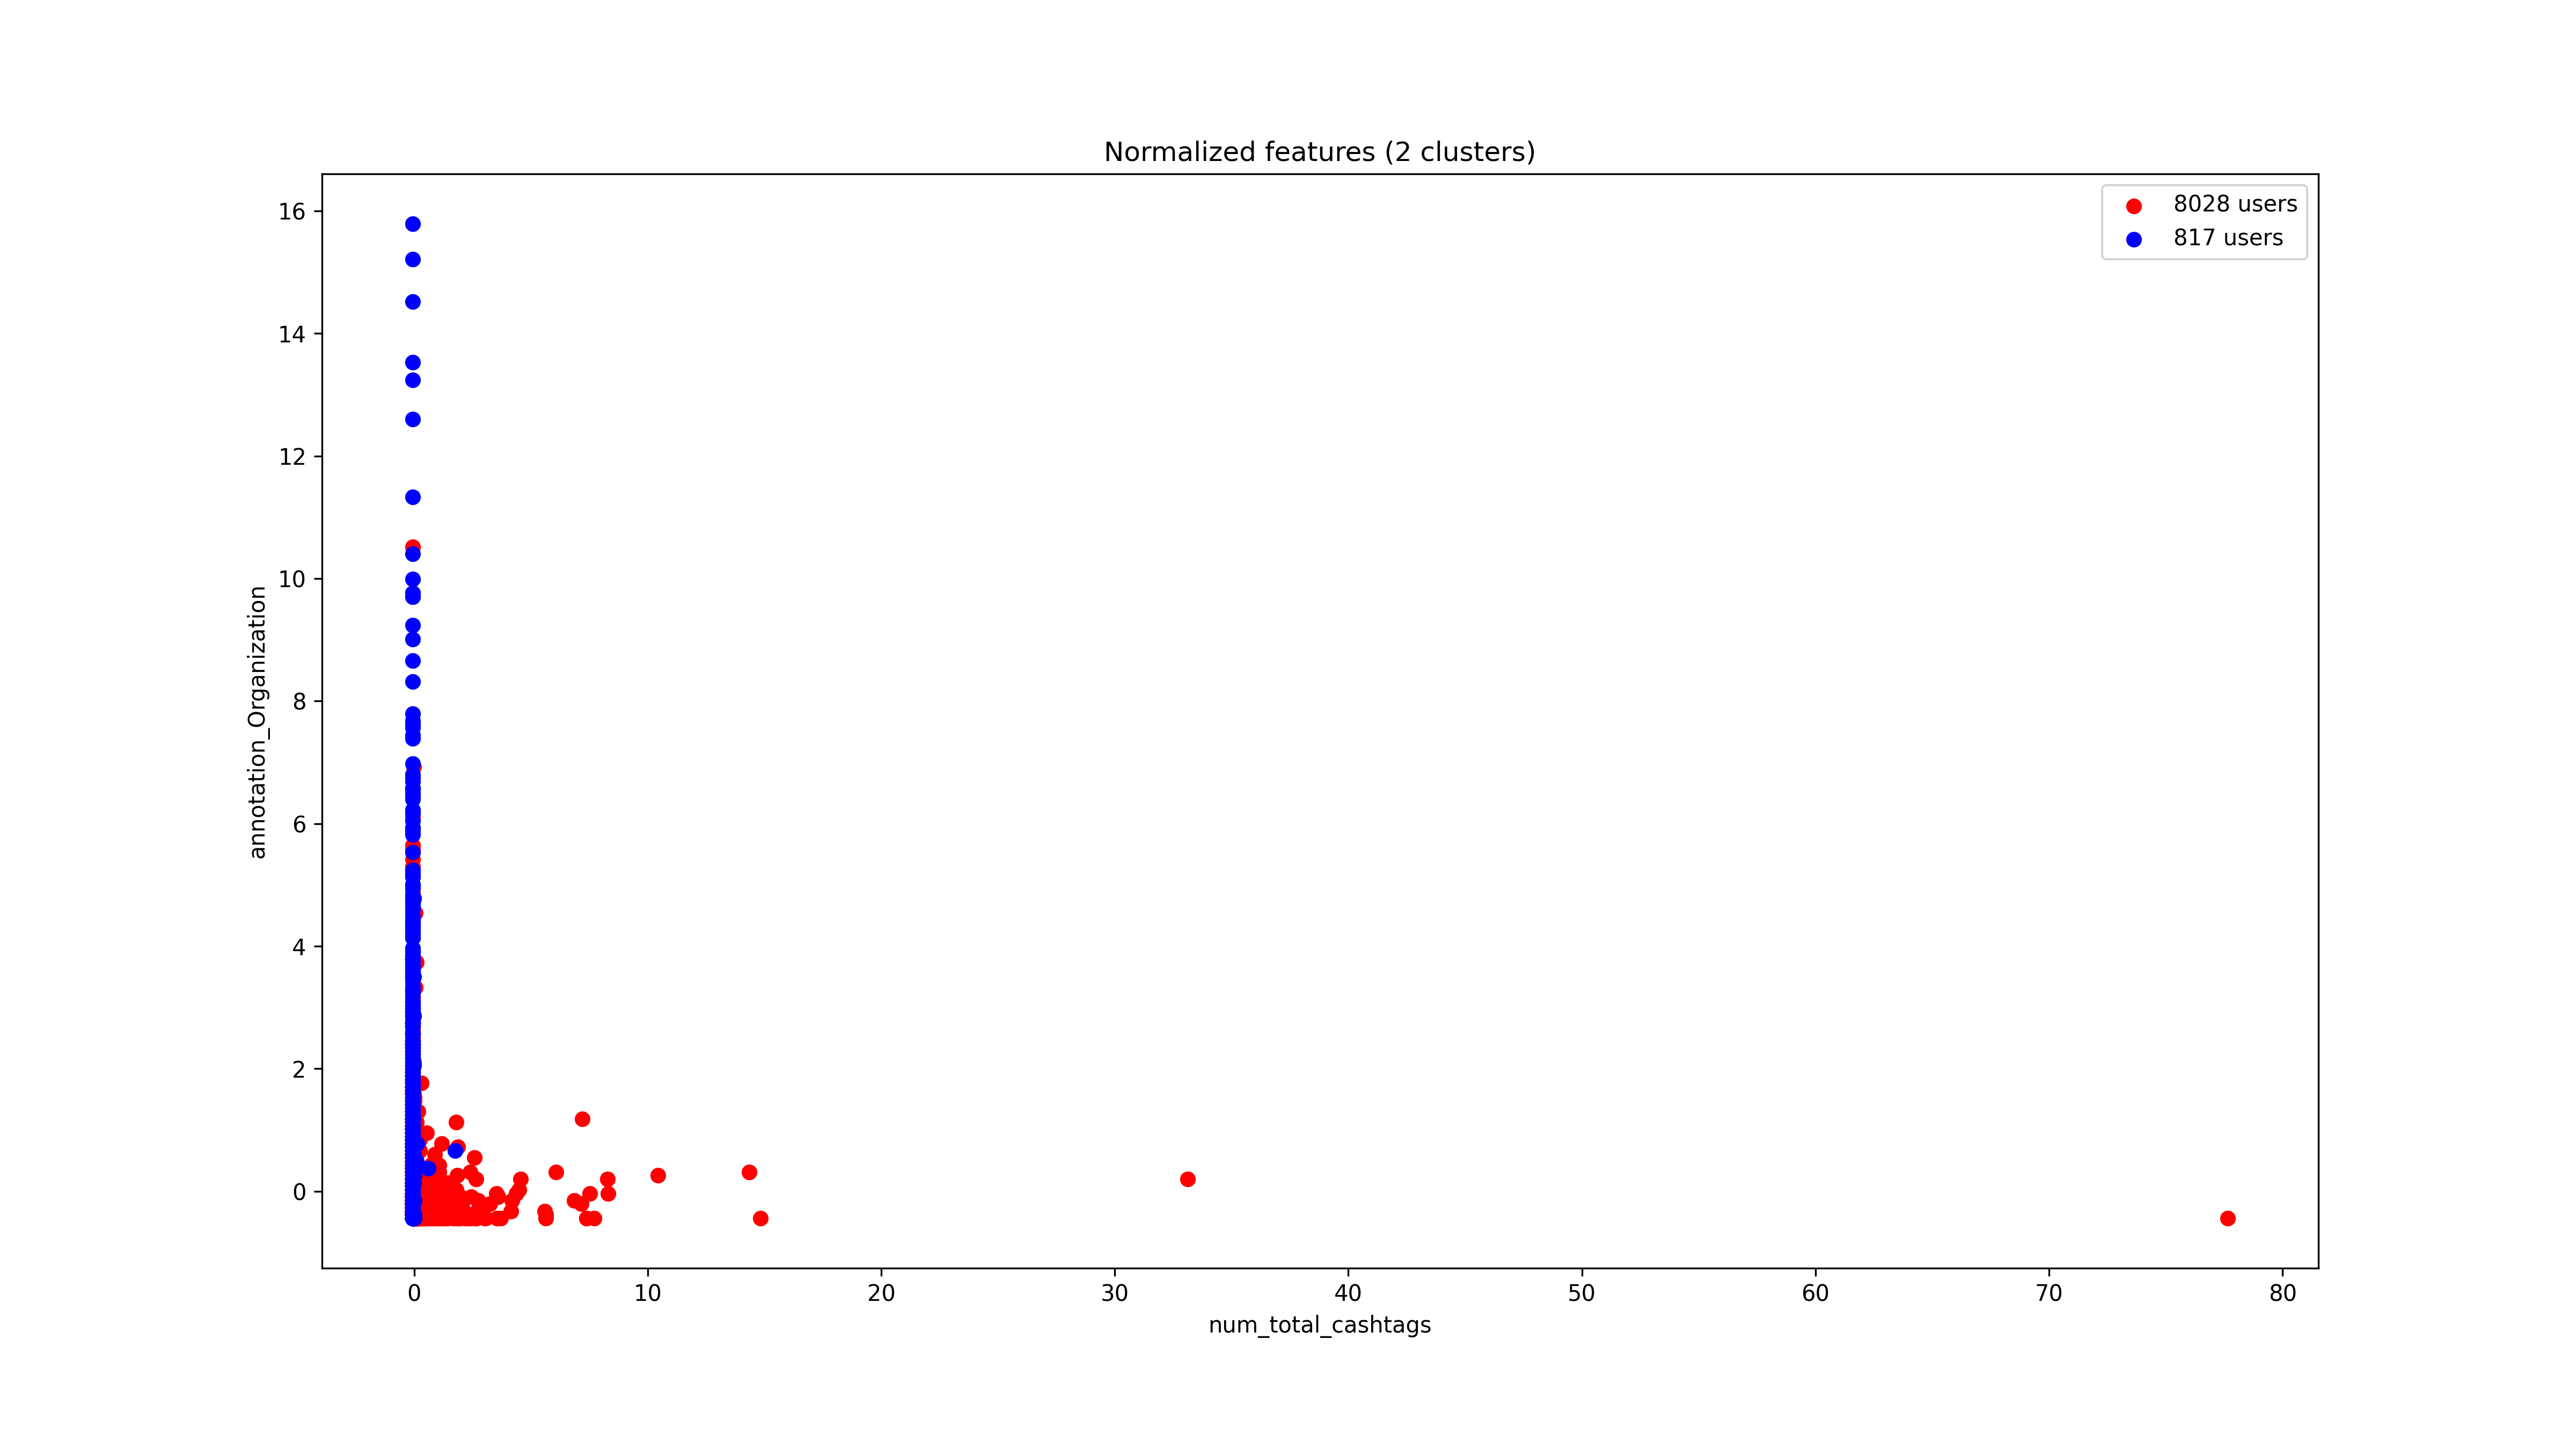 Normalized features (2 clusters)
8028 users
817 users
16
14
12
10
8
6
4
2
0
annotation_Organization
0 10 20 30 40 50 60 70 80
num_total_cashtags